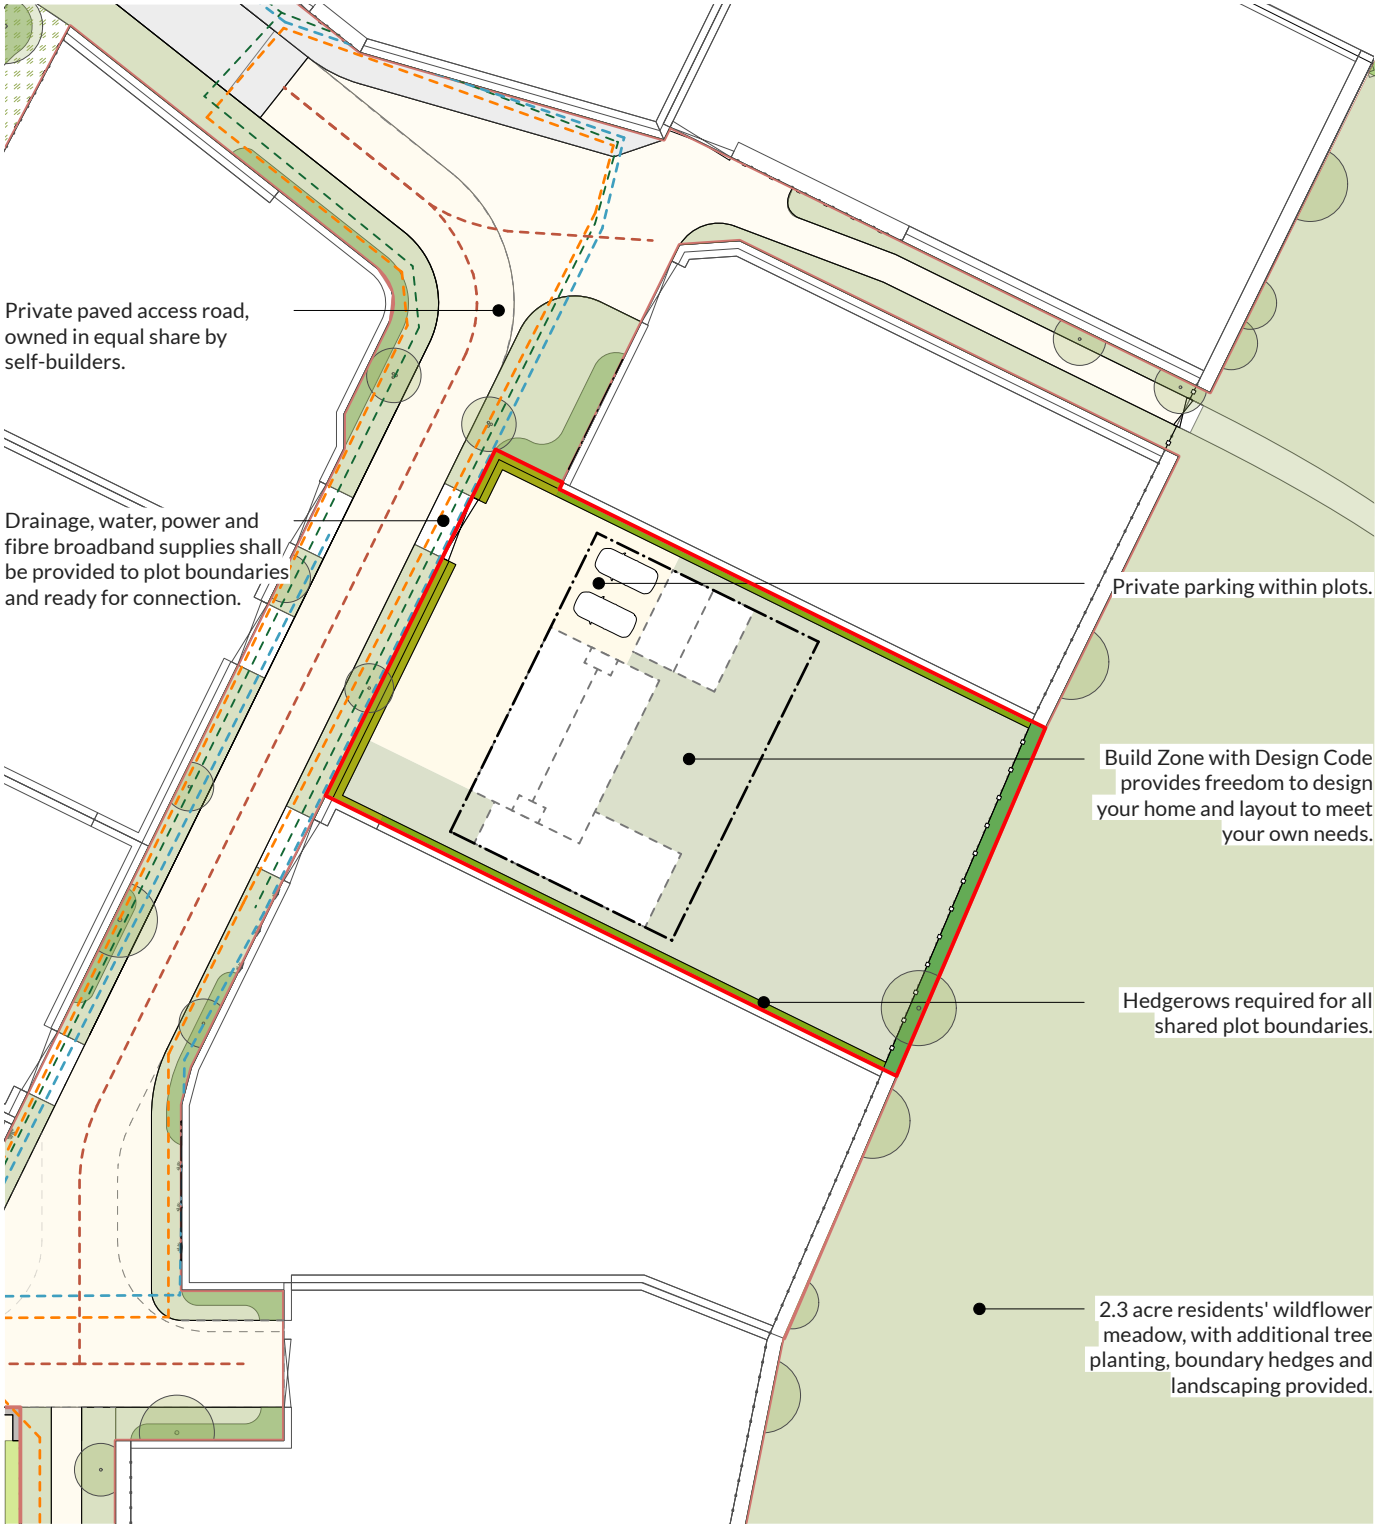 Private paved access road,
owned in equal share by
self-builders.
Drainage, water, power and
fibre broadband supplies shall
be provided to plot boundaries
and ready for connection.
Private parking within plots.
Build Zone with Design Code
provides freedom to design
your home and layout to meet
your own needs.
Hedgerows required for all
shared plot boundaries.
2.3 acre residents' wildflower
meadow, with additional tree
planting, boundary hedges and
landscaping provided.